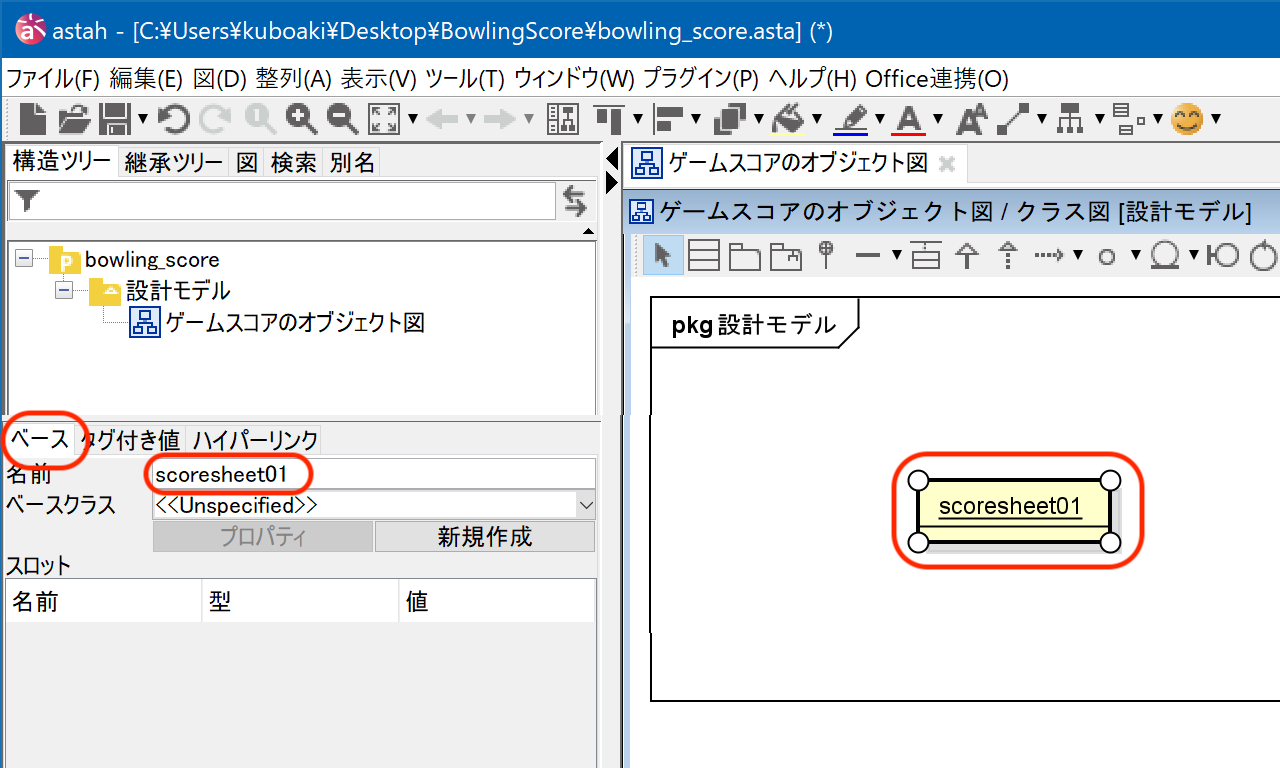 astah - [C:¥Users¥kuboaki¥Desktop¥BowlingScore¥bowling_score.asta] (*)
ファイル(F) 編集(E) 図(D) 整列(A) 表示(V) ツール(T) ウィンドウ(W) プラグイン(P) ヘルプ(H) Office連携(O)
構造ツリー 継承ツリー 図 検索 別名
bowling_score
設計モデル
ゲームスコアのオブジェクト図
ベース タグ付き値 ハイパーリンク
名前 scoresheet01
ベースクラス <<Unspecified>>
プロパティ 新規作成
スロット
名前 型 値
ゲームスコアのオブジェクト図
ゲームスコアのオブジェクト図 / クラス図 [設計モデル]
pkg 設計モデル
scoresheet01